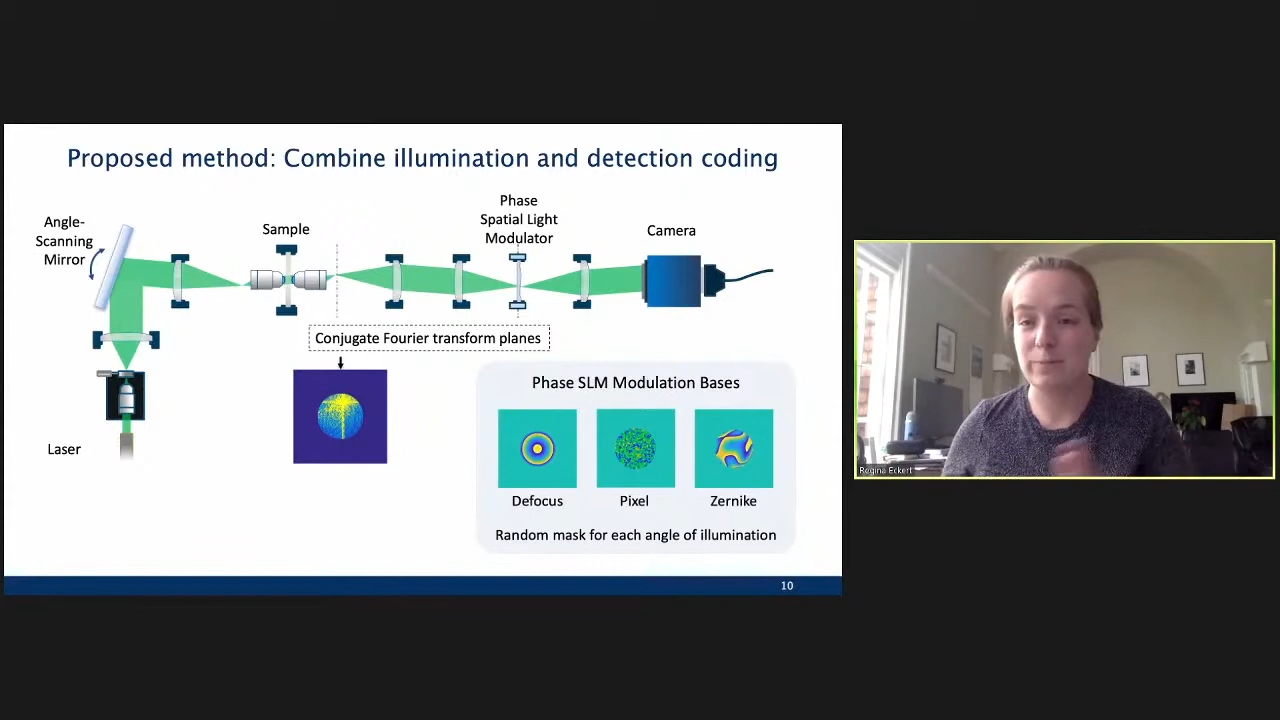 Proposed method: Combine illumination and detection coding
Angle-
Scanning
Mirror
Sample
Phase
Spatial Light
Modulator
Camera
Conjugate Fourier transform planes
Laser
Phase SLM Modulation Bases
Defocus
Pixel
Zernike
Random mask for each angle of illumination
10
Regina Eckert